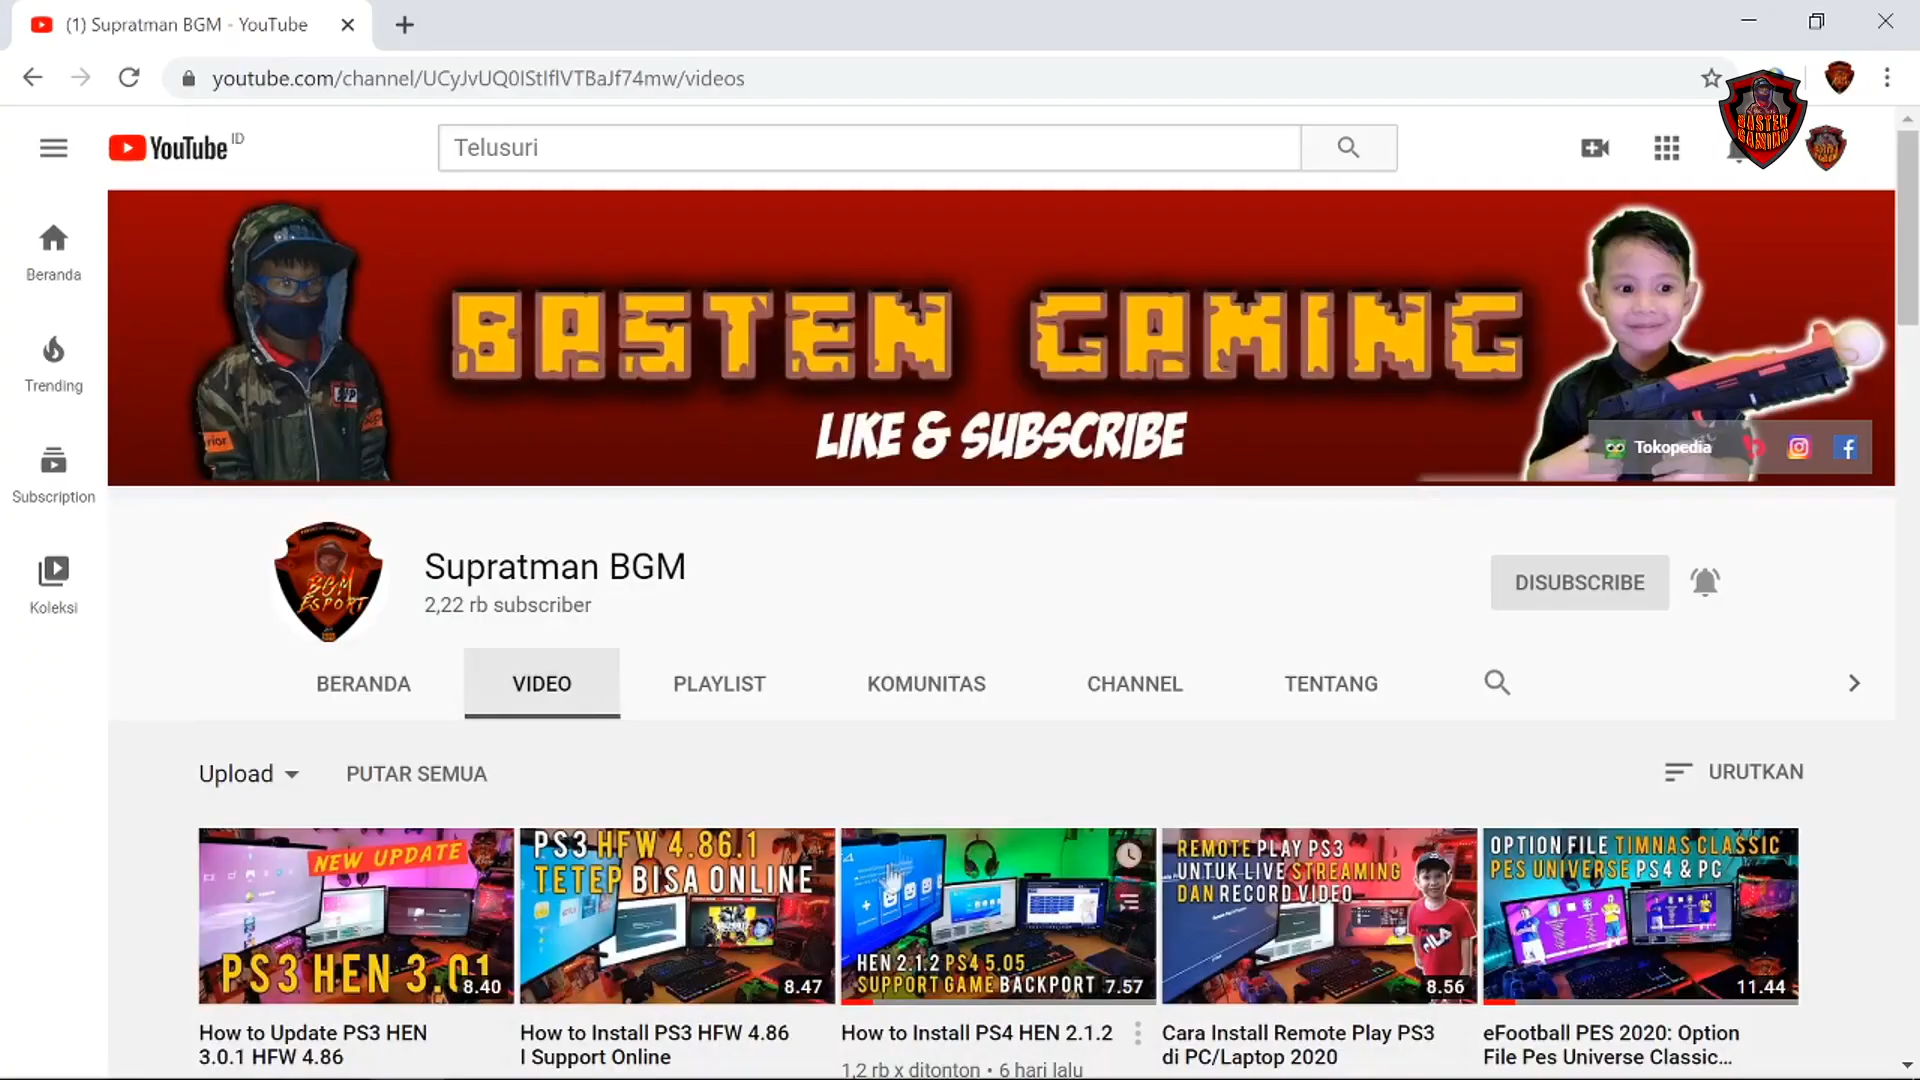 (1) Supratman BGM - YouTube
youtube.com/channel/UCyJvUQ0IStIflVTBaJf74mw/videos
YouTube ID
Telusuri
BASTEN
GAMING
Beranda
Trending
Subscription
Koleksi
BASTEN GAMING
LIKE & SUBSCRIBE
Tokopedia
BGM
ESPORT
Supratman BGM
2,22 rb subscriber
DISUBSCRIBE
BERANDA
VIDEO
PLAYLIST
KOMUNITAS
CHANNEL
TENTANG
Upload
PUTAR SEMUA
URUTKAN
NEW UPDATE
PS3 HEN 3.01
8.40
How to Update PS3 HEN
3.0.1 HFW 4.86
PS3 HFW 4.86.1
TETEP BISA ONLINE
8.47
How to Install PS3 HFW 4.86
I Support Online
HEN 2.1.2 PS4 5.05
SUPPORT GAME BACKPORT
7.57
How to Install PS4 HEN 2.1.2
1,2 rb x ditonton • 6 hari lalu
REMOTE PLAY PS3
UNTUK LIVE STREAMING
DAN RECORD VIDEO
FILA
8.56
Cara Install Remote Play PS3
di PC/Laptop 2020
OPTION FILE TIMNAS CLASSIC
PES UNIVERSE PS4 & PC
11.44
eFootball PES 2020: Option
File Pes Universe Classic...